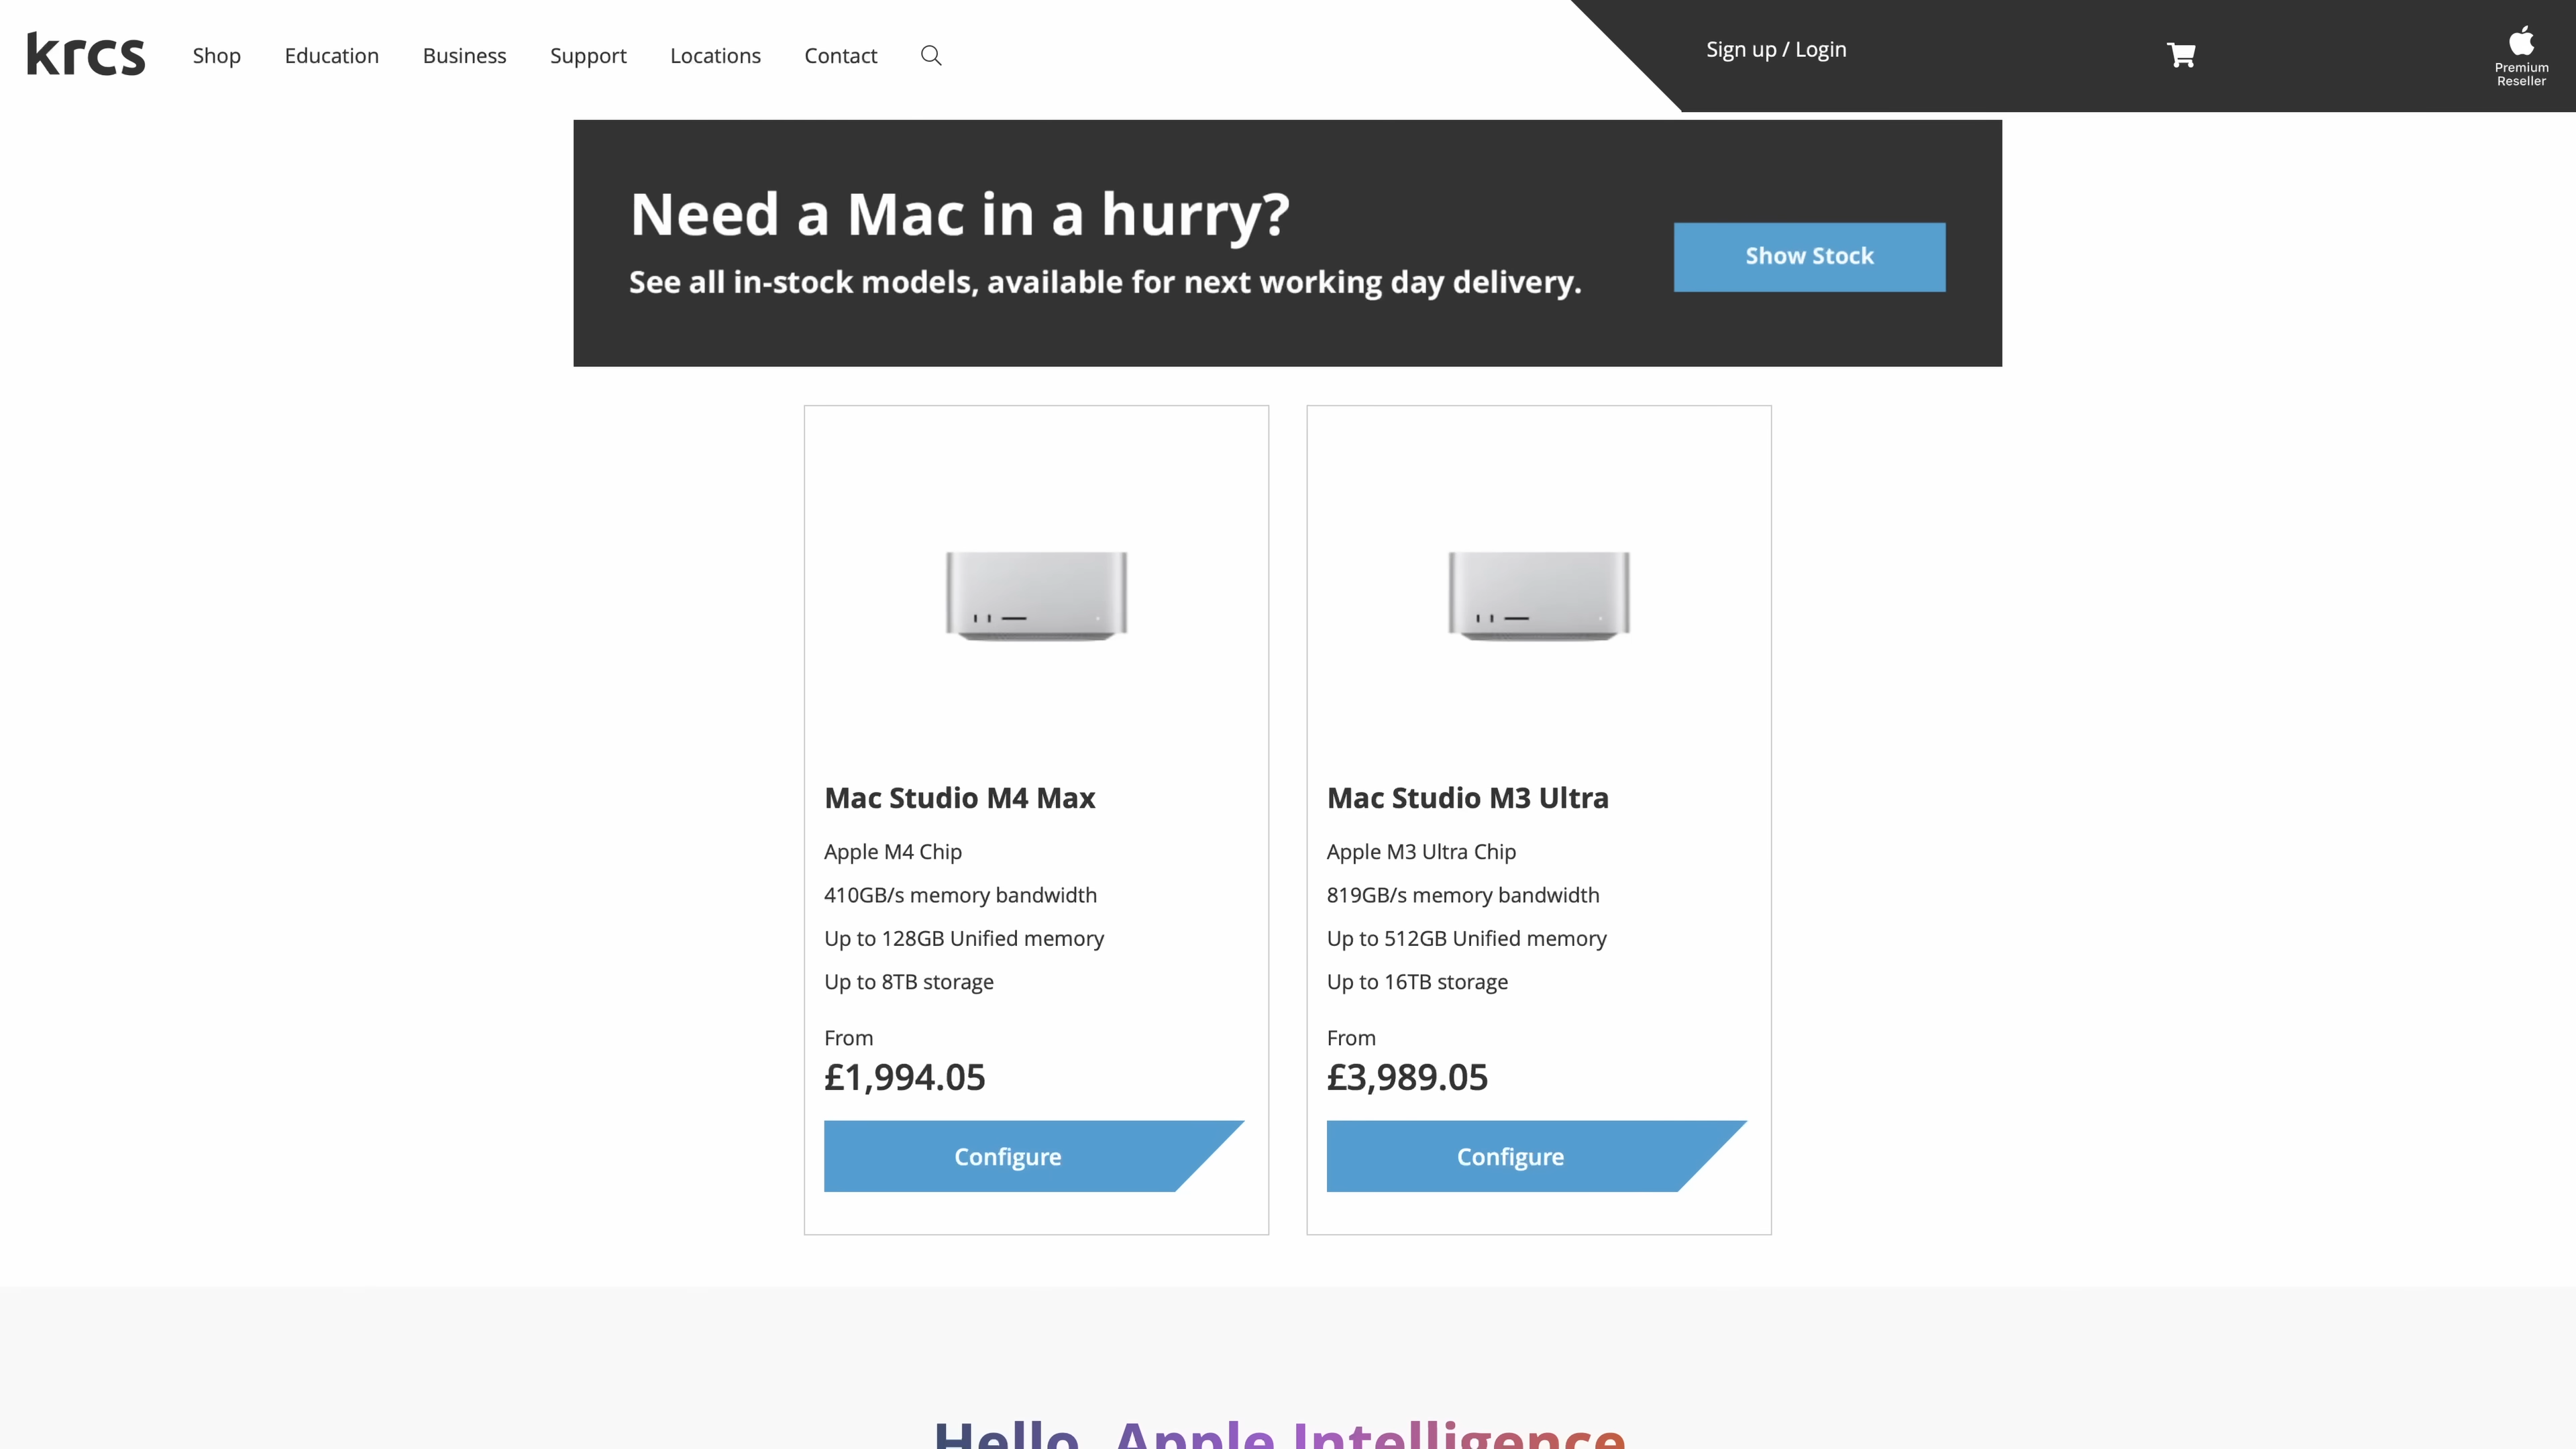 krcs
Shop
Education
Business
Support
Locations
Contact
Sign up / Login
Premium
Reseller
Need a Mac in a hurry?
See all in-stock models, available for next working day delivery.
Show Stock
Mac Studio M4 Max
Apple M4 Chip
410GB/s memory bandwidth
Up to 128GB Unified memory
Up to 8TB storage
From
£1,994.05
Configure
Mac Studio M3 Ultra
Apple M3 Ultra Chip
819GB/s memory bandwidth
Up to 512GB Unified memory
Up to 16TB storage
From
£3,989.05
Configure
Hello, Apple Intelligence